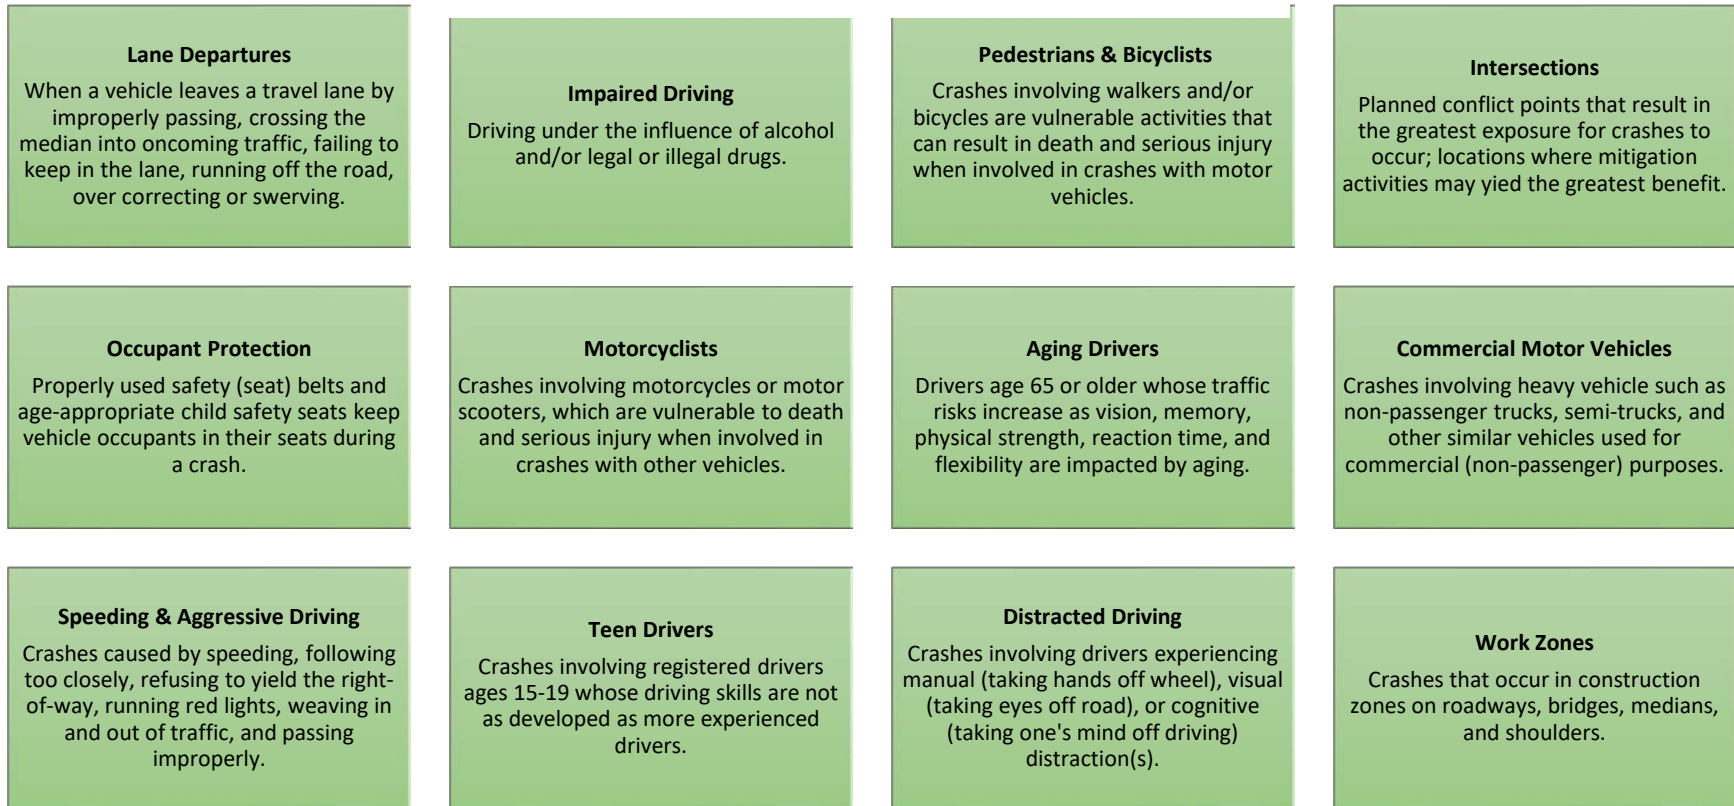 Lane Departures
When a vehicle leaves a travel lane by
improperly passing, crossing the
median into oncoming traffic, failing to
keep in the lane, running off the road,
over correcting or swerving.
Impaired Driving
Driving under the influence of alcohol
and/or legal or illegal drugs.
Pedestrians & Bicyclists
Crashes involving walkers and/or
bicycles are vulnerable activities that
can result in death and serious injury
when involved in crashes with motor
vehicles.
Intersections
Planned conflict points that result in
the greatest exposure for crashes to
occur; locations where mitigation
activities may yied the greatest benefit.
Occupant Protection
Properly used safety (seat) belts and
age-appropriate child safety seats keep
vehicle occupants in their seats during
a crash.
Motorcyclists
Crashes involving motorcycles or motor
scooters, which are vulnerable to death
and serious injury when involved in
crashes with other vehicles.
Aging Drivers
Drivers age 65 or older whose traffic
risks increase as vision, memory,
physical strength, reaction time, and
flexibility are impacted by aging.
Commercial Motor Vehicles
Crashes involving heavy vehicle such as
non-passenger trucks, semi-trucks, and
other similar vehicles used for
commercial (non-passenger) purposes.
Speeding & Aggressive Driving
Crashes caused by speeding, following
too closely, refusing to yield the right-
of-way, running red lights, weaving in
and out of traffic, and passing
improperly.
Teen Drivers
Crashes involving registered drivers
ages 15-19 whose driving skills are not
as developed as more experienced
drivers.
Distracted Driving
Crashes involving drivers experiencing
manual (taking hands off wheel), visual
(taking eyes off road), or cognitive
(taking one's mind off driving)
distraction(s).
Work Zones
Crashes that occur in construction
zones on roadways, bridges, medians,
and shoulders.